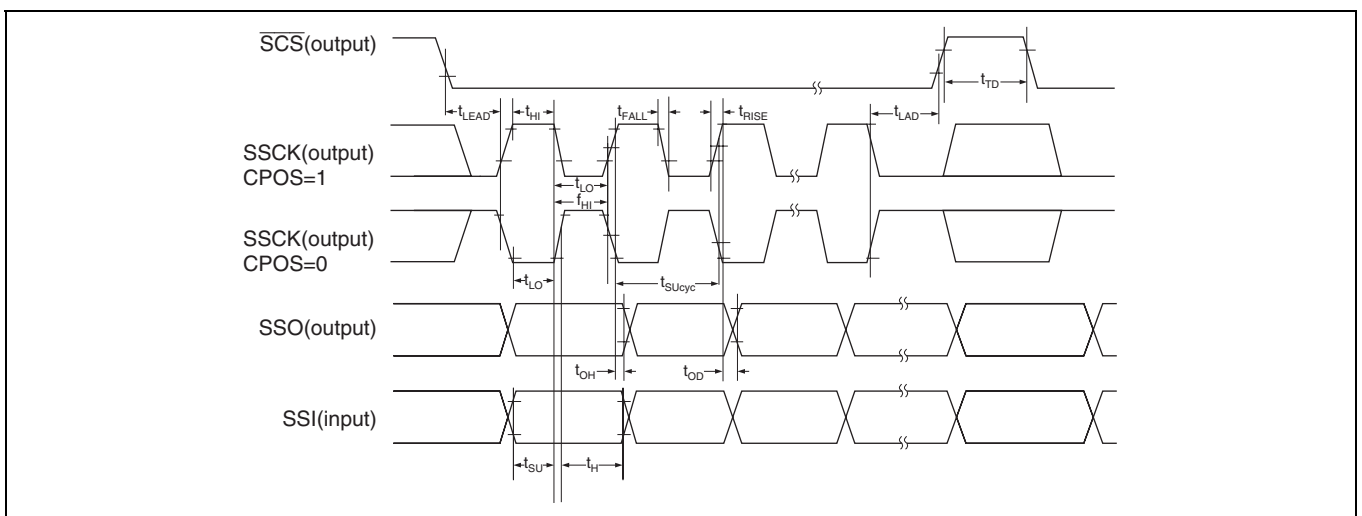 SCS(output)
tTD
tLEAD tHI tFALL tRISE tLAD
SSCK(output)
CPOS=1
tLO
fHI
SSCK(output)
CPOS=0
tLO tSUcyc
SSO(output)
tOH tOD
SSI(input)
tSU tH